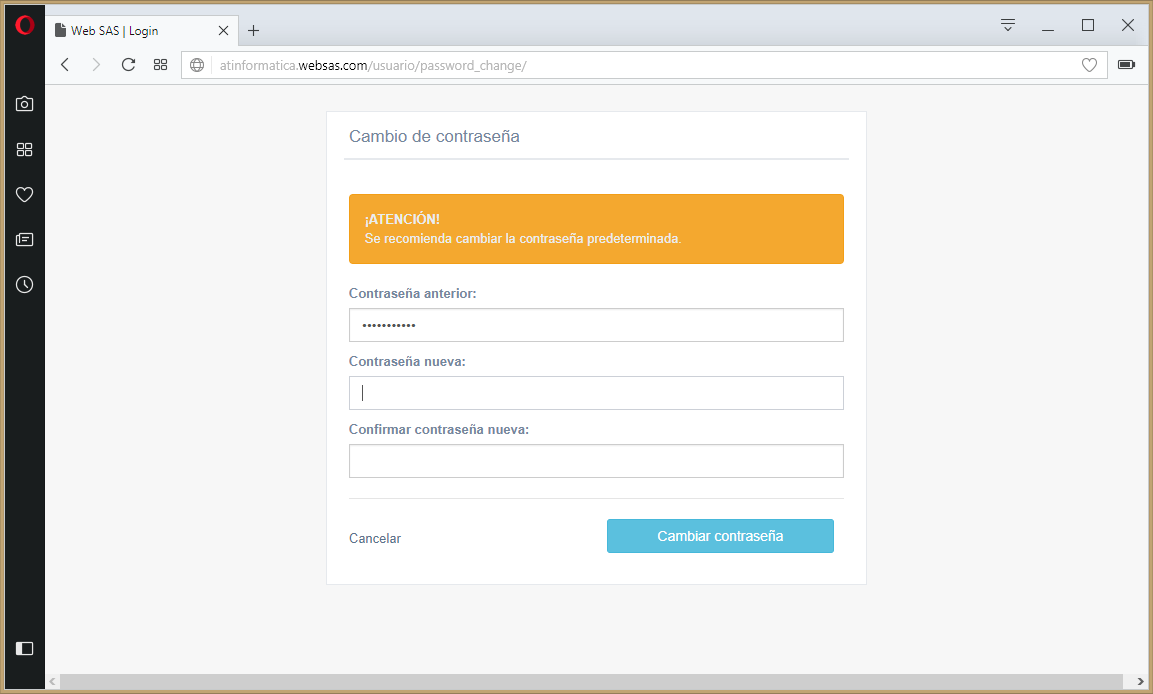 Web SAS | Login
atinformatica.websas.com/usuario/password_change/
Cambio de contraseña
¡ATENCIÓN!
Se recomienda cambiar la contraseña predeterminada.
Contraseña anterior:
•••••••••••
Contraseña nueva:
Confirmar contraseña nueva:
Cancelar
Cambiar contraseña